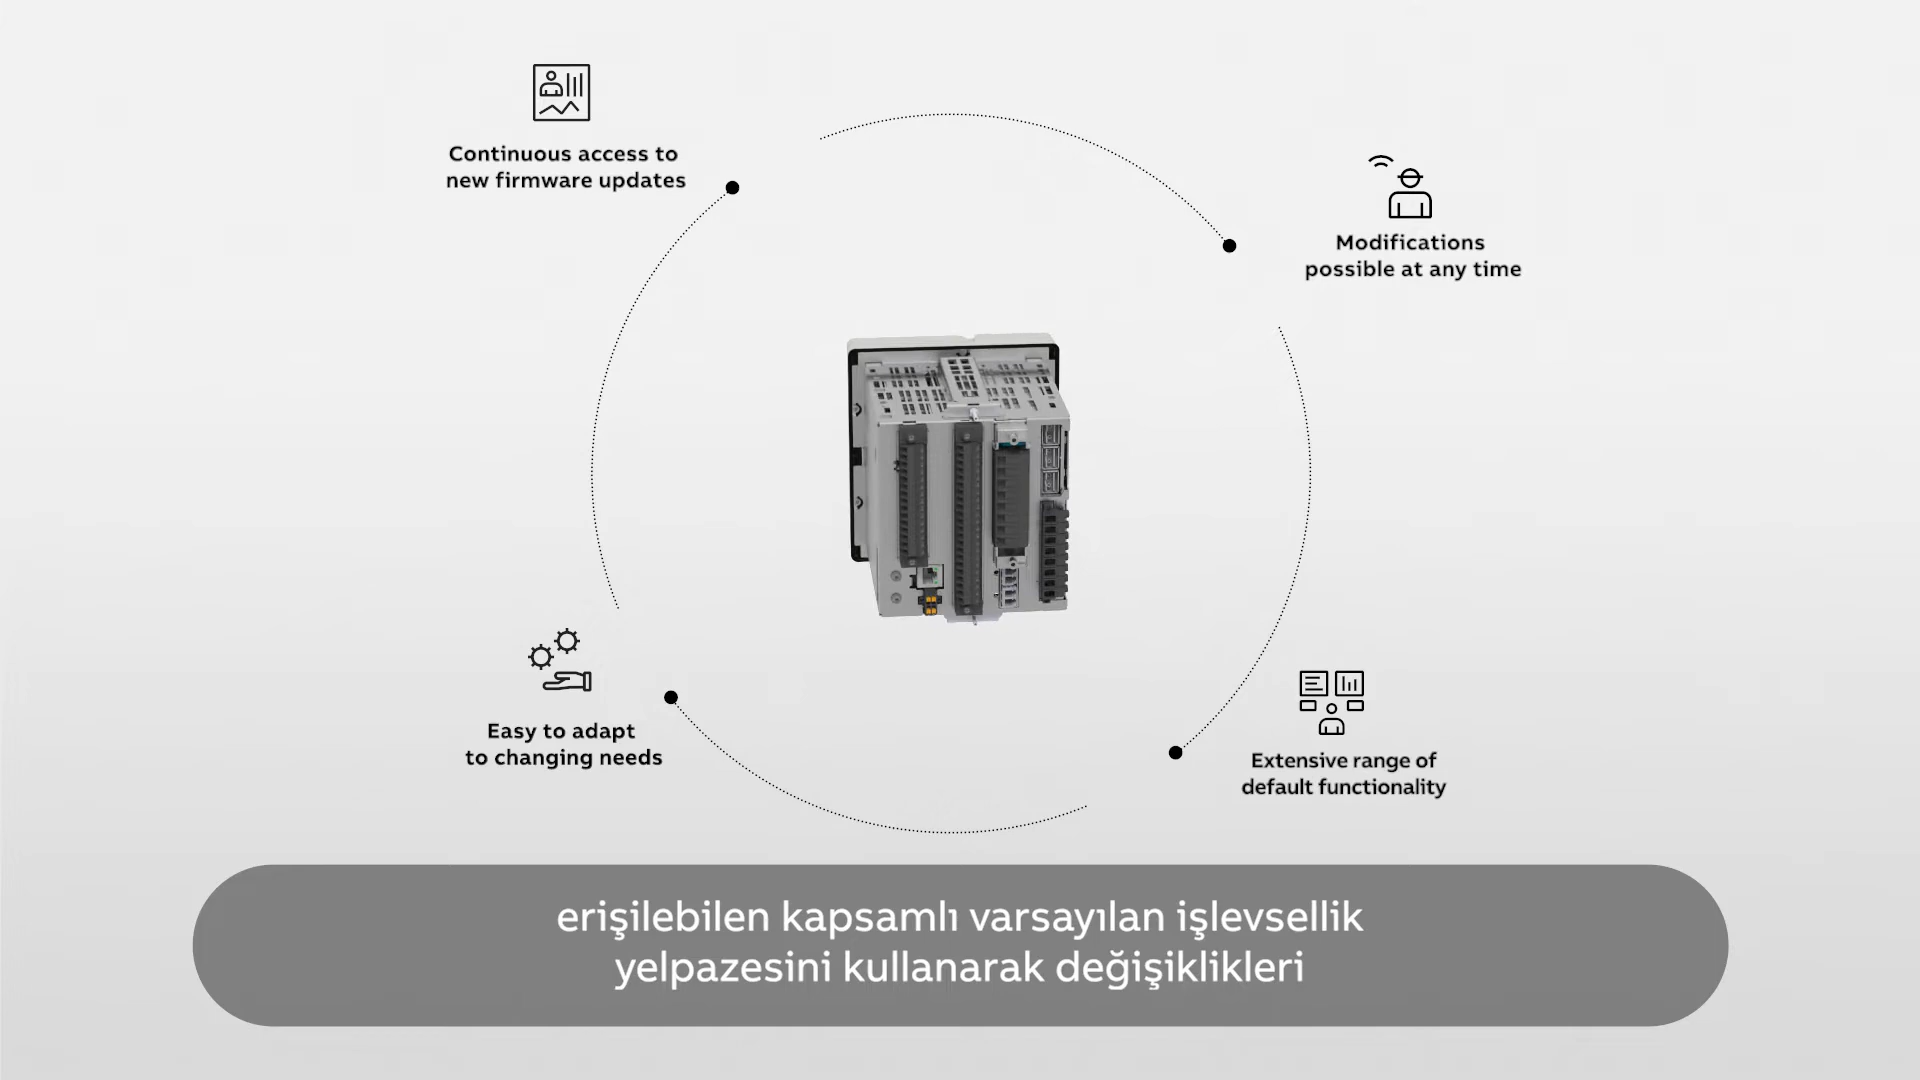 Continuous access to
new firmware updates
Modifications
possible at any time
Easy to adapt
to changing needs
Extensive range of
default functionality
erişilebilen kapsamlı varsayılan işlevsellik
yelpazesini kullanarak değişiklikleri